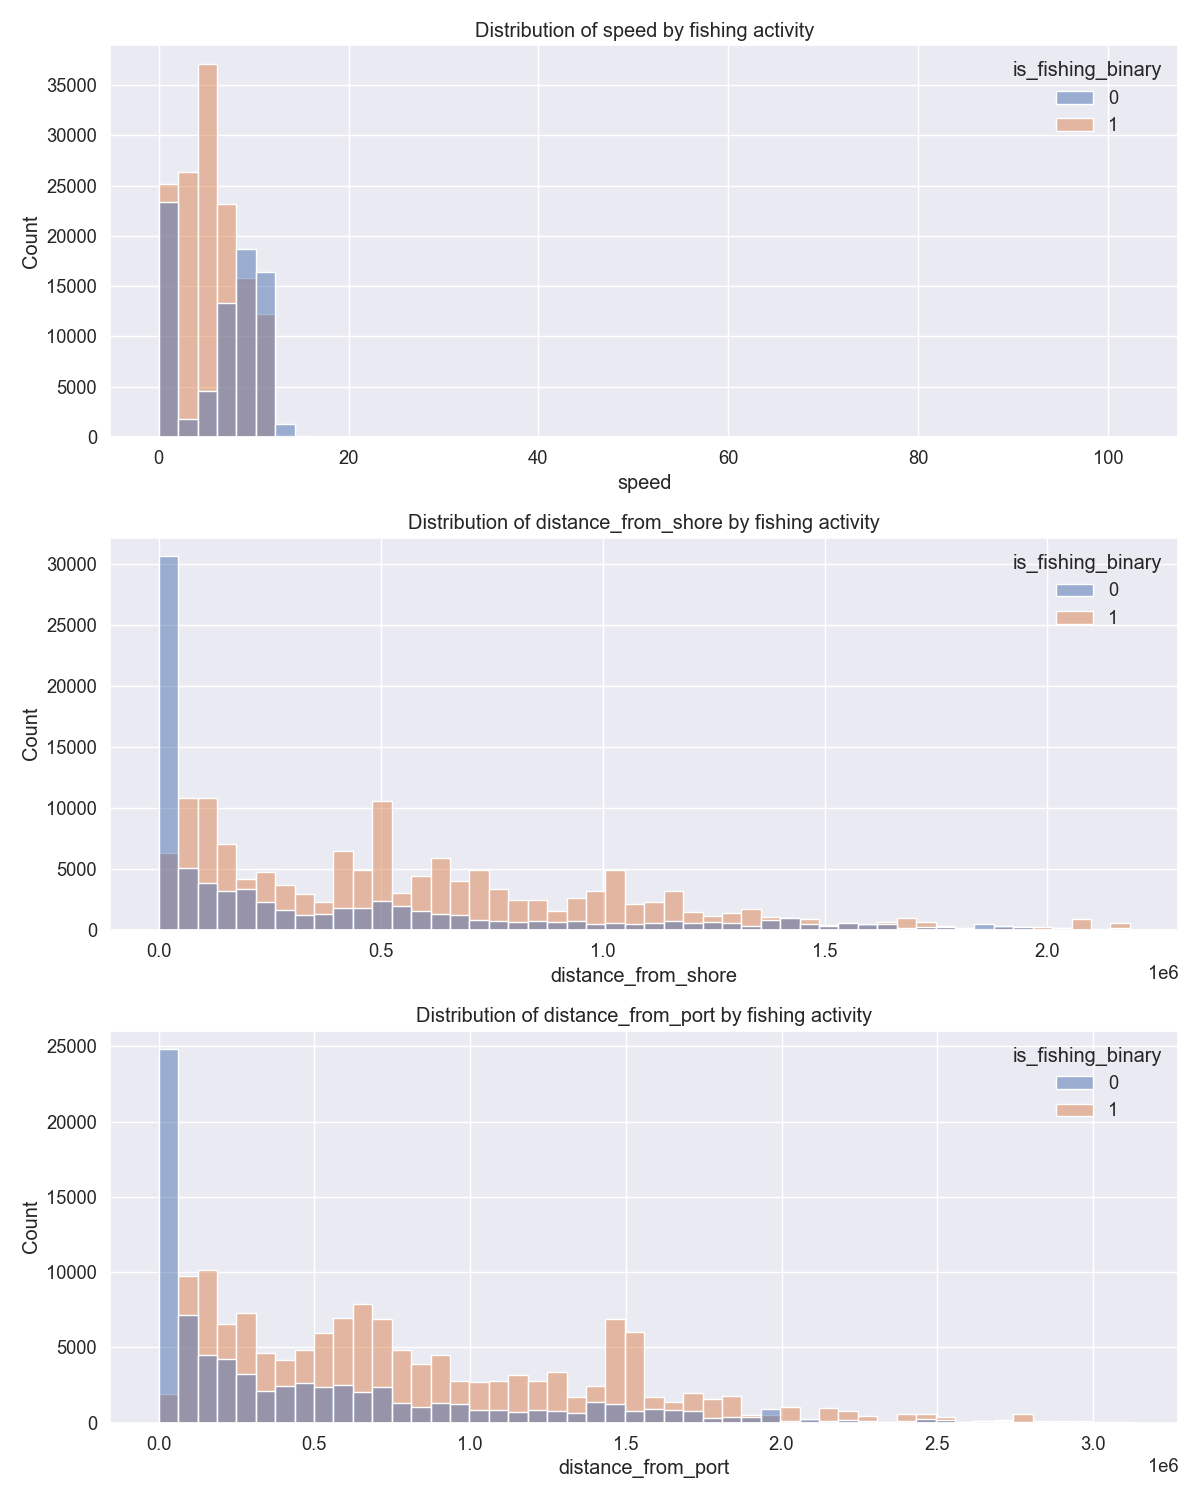 Distribution of speed by fishing activity
is_fishing_binary
0
1
35000
30000
25000
20000
15000
10000
5000
0
Count
0 20 40 60 80 100
speed
Distribution of distance_from_shore by fishing activity
is_fishing_binary
0
1
30000
25000
20000
15000
10000
5000
0
Count
0.0 0.5 1.0 1.5 2.0
1e6
distance_from_shore
Distribution of distance_from_port by fishing activity
is_fishing_binary
0
1
25000
20000
15000
10000
5000
0
Count
0.0 0.5 1.0 1.5 2.0 2.5 3.0
1e6
distance_from_port